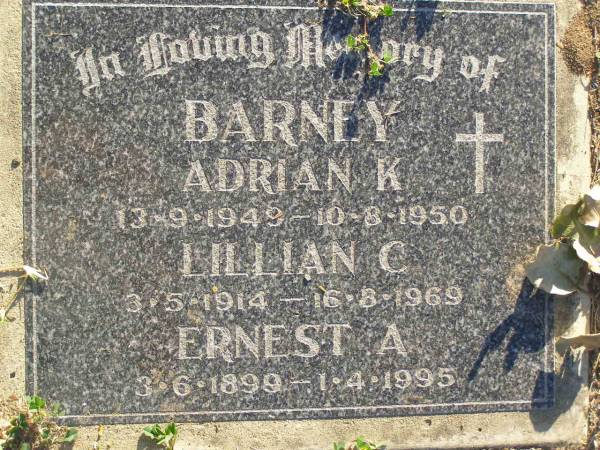 In Loving Memory of
BARNEY
ADRIAN K
13·9·1949 – 10·8·1950
LILLIAN C
3·5·1914 – 16·8·1969
ERNEST A
3·6·1899 – 1·4·1995